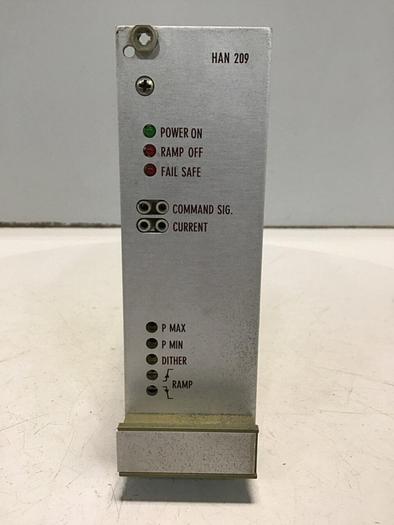 HAN 209
POWER ON
RAMP OFF
FAIL SAFE
COMMAND SIG.
CURRENT
P MAX
P MIN
DITHER
RAMP